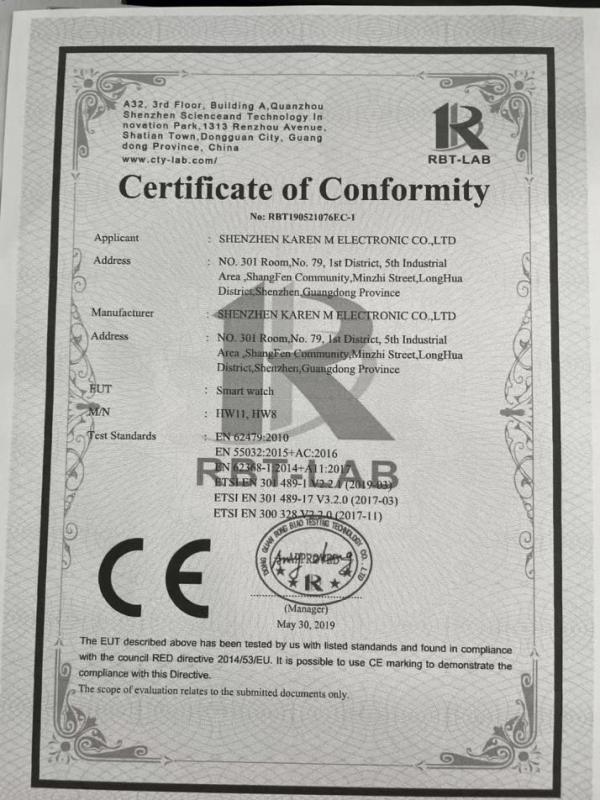 A32, 3rd Floor, Building A,Quanzhou
Shenzhen Scienceand Technology In
novation Park,1313 Renzhou Avenue,
Shatian Town,Dongguan City, Guang
dong Province, China
www.cty-lab.com/
RBT-LAB
Certificate of Conformity
No: RBT190521076EC-1
Applicant : SHENZHEN KAREN M ELECTRONIC CO.,LTD
Address : NO. 301 Room,No. 79, 1st District, 5th Industrial
Area ,ShangFen Community,Minzhi Street,LongHua
District,Shenzhen,Guangdong Province
Manufacturer : SHENZHEN KAREN M ELECTRONIC CO.,LTD
Address : NO. 301 Room,No. 79, 1st District, 5th Industrial
Area ,ShangFen Community,Minzhi Street,LongHua
District,Shenzhen,Guangdong Province
EUT : Smart watch
M/N : HW11, HW8
Test Standards : EN 62479:2010
EN 55032:2015+AC:2016
EN 62368-1:2014+A11:2017
RBT-LAB
ETSI EN 301 489-1 V2.2.1 (2019-03)
ETSI EN 301 489-17 V3.2.0 (2017-03)
ETSI EN 300 328 V2.2.0 (2017-11)
DONG GUAN RONG BIAO TESTING TECHNOLOGY CO., LTD
APPROVED
R
CE
(Manager)
May 30, 2019
The EUT described above has been tested by us with listed standards and found in compliance
with the council RED directive 2014/53/EU. It is possible to use CE marking to demonstrate the
compliance with this Directive.
The scope of evaluation relates to the submitted documents only.